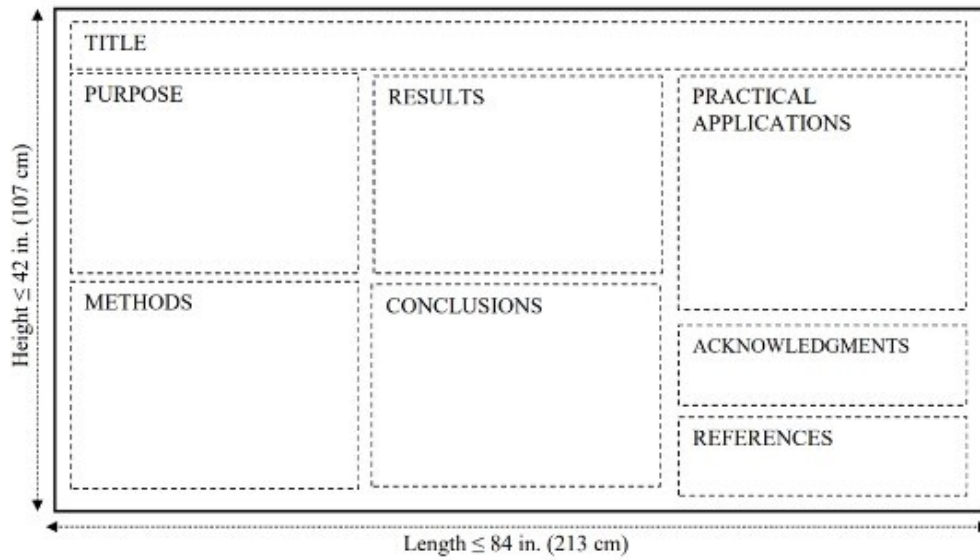 TITLE
PURPOSE
METHODS
RESULTS
CONCLUSIONS
PRACTICAL
APPLICATIONS
ACKNOWLEDGMENTS
REFERENCES
Height ≤ 42 in. (107 cm)
Length ≤ 84 in. (213 cm)